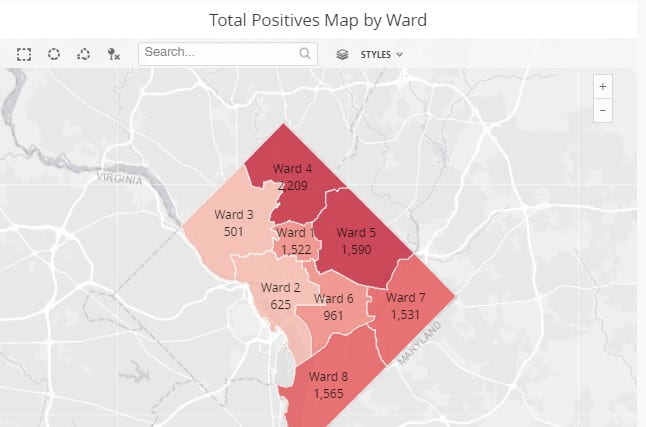 Total Positives Map by Ward
Search...
STYLES
+
−
VIRGINIA
Ward 4
2,209
Ward 3
501
Ward 1
1,522
Ward 5
1,590
Ward 2
625
Ward 6
961
Ward 7
1,531
MARYLAND
Ward 8
1,565